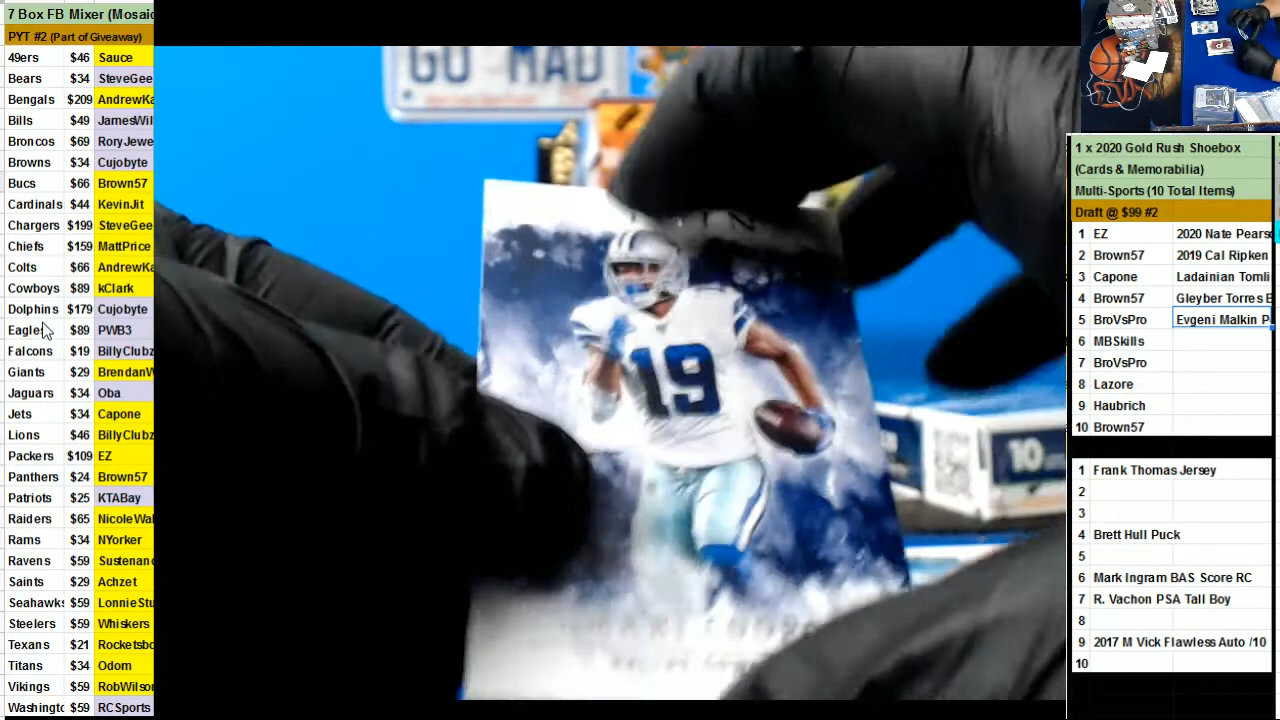 7 Box FB Mixer (Mosaic
PYT #2 (Part of Giveaway)
49ers $46 Sauce
Bears $34 SteveGee
Bengals $209 AndrewKa
Bills $49 JamesWil
Broncos $69 RoryJewe
Browns $34 Cujobyte
Bucs $66 Brown57
Cardinals $44 KevinJit
Chargers $199 SteveGee
Chiefs $159 MattPrice
Colts $66 AndrewKa
Cowboys $89 kClark
Dolphins $179 Cujobyte
Eagles $89 PWB3
Falcons $19 BillyClubz
Giants $29 BrendanW
Jaguars $34 Oba
Jets $34 Capone
Lions $46 BillyClubz
Packers $109 EZ
Panthers $24 Brown57
Patriots $25 KTABay
Raiders $65 NicoleWal
Rams $34 NYorker
Ravens $59 Sustenanc
Saints $29 Achzet
Seahawks $59 LonnieStu
Steelers $59 Whiskers
Texans $21 Rocketsbo
Titans $34 Odom
Vikings $59 RobWilson
Washingto $59 RCSports
GO MAD
19
10
1 x 2020 Gold Rush Shoebox
(Cards & Memorabilia)
Multi-Sports (10 Total Items)
Draft @ $99 #2
1 EZ 2020 Nate Pearso
2 Brown57 2019 Cal Ripken
3 Capone Ladainian Tomli
4 Brown57 Gleyber Torres B
5 BroVsPro Evgeni Malkin P
6 MBSkills
7 BroVsPro
8 Lazore
9 Haubrich
10 Brown57
1 Frank Thomas Jersey
2
3
4 Brett Hull Puck
5
6 Mark Ingram BAS Score RC
7 R. Vachon PSA Tall Boy
8
9 2017 M Vick Flawless Auto /10
10